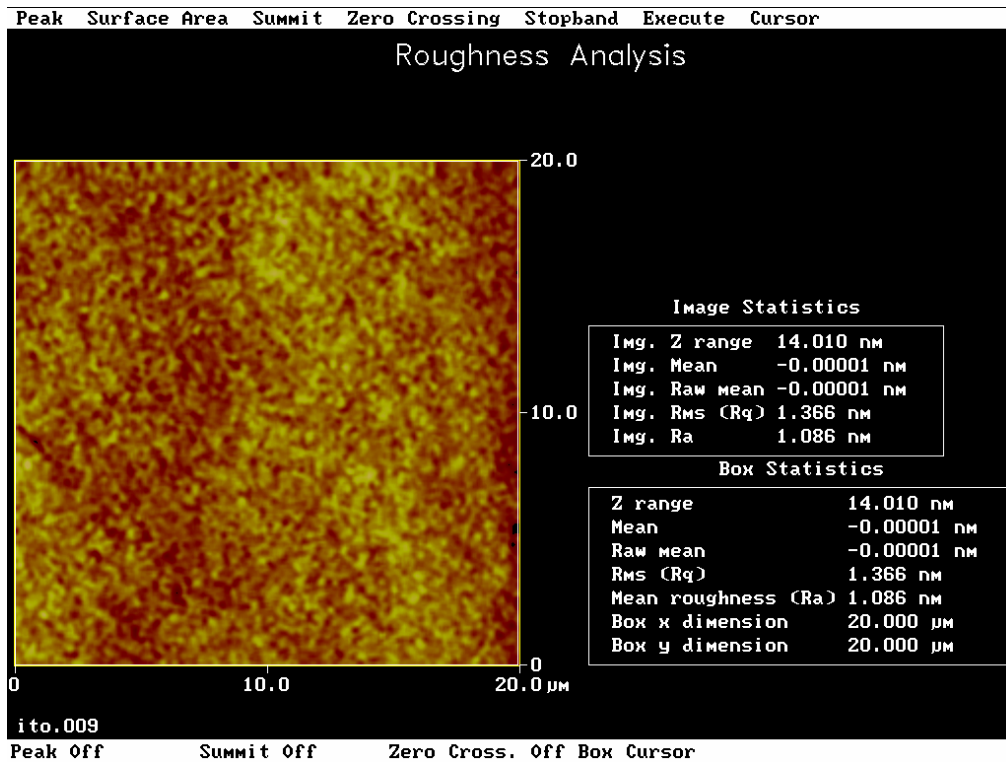 Peak Surface Area Summit Zero Crossing Stopband Execute Cursor
Roughness Analysis
20.0
10.0
0
0 10.0 20.0 µm
Image Statistics
Img. Z range 14.010 nm
Img. Mean -0.00001 nm
Img. Raw mean -0.00001 nm
Img. Rms (Rq) 1.366 nm
Img. Ra 1.086 nm
Box Statistics
Z range 14.010 nm
Mean -0.00001 nm
Raw mean -0.00001 nm
Rms (Rq) 1.366 nm
Mean roughness (Ra) 1.086 nm
Box x dimension 20.000 µm
Box y dimension 20.000 µm
ito.009
Peak Off Summit Off Zero Cross. Off Box Cursor